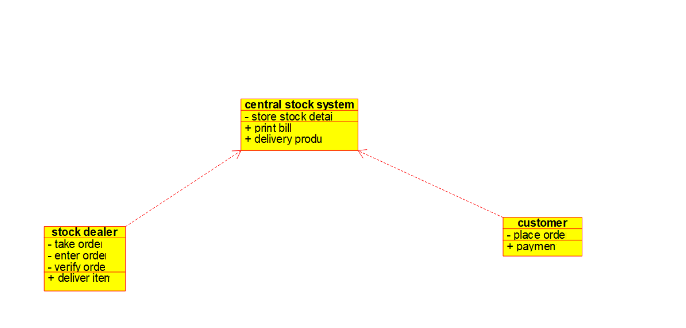 central stock system
- store stock detai
+ print bill
+ delivery produ
stock dealer
- take order
- enter order
- verify orde
+ deliver item
customer
- place orde
+ paymen